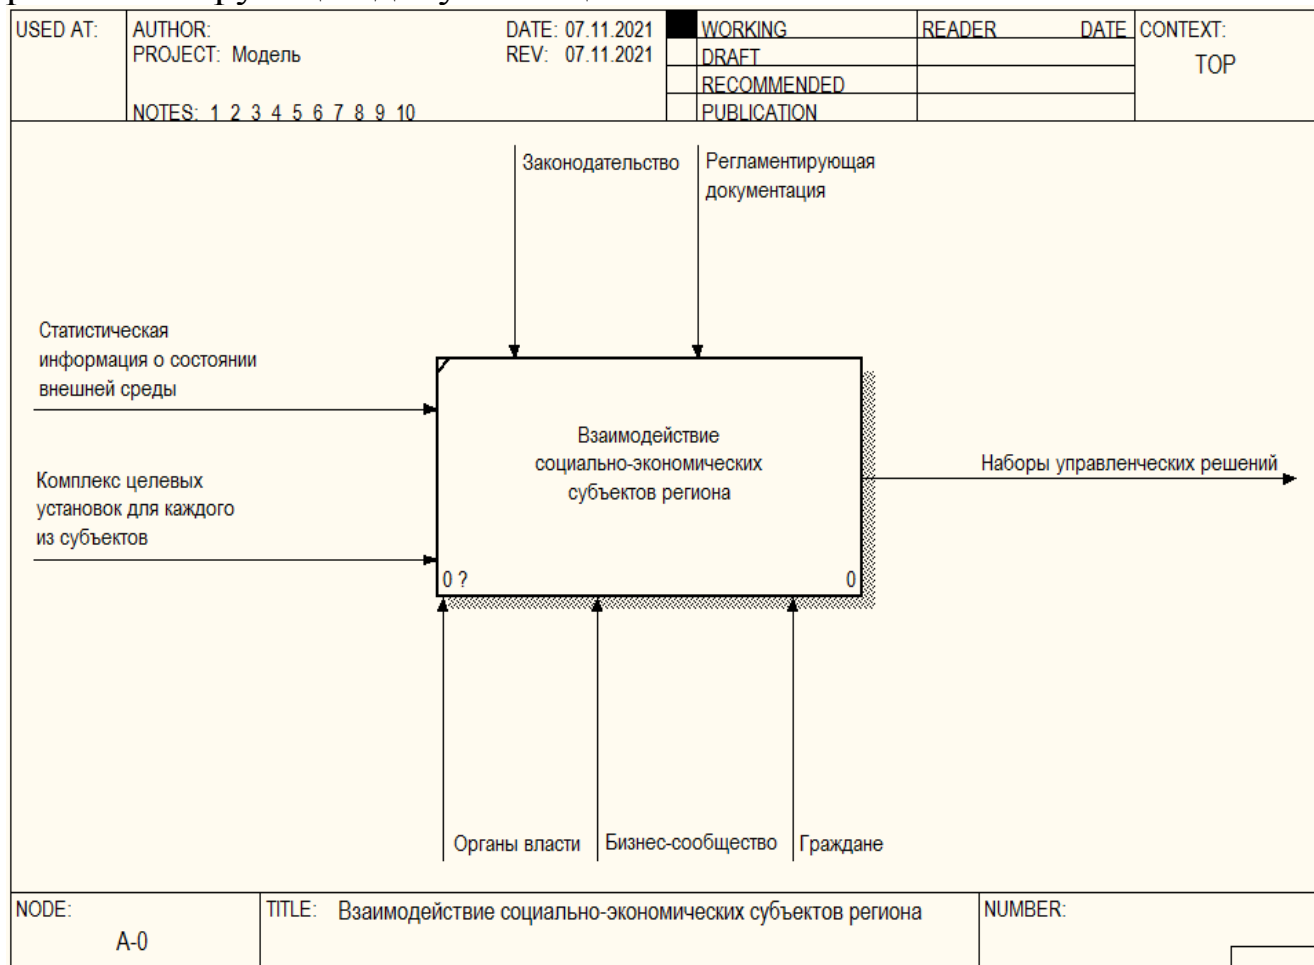 USED AT:
AUTHOR:
DATE: 07.11.2021
PROJECT: Модель
REV: 07.11.2021
NOTES: 1 2 3 4 5 6 7 8 9 10
WORKING
DRAFT
RECOMMENDED
PUBLICATION
READER
DATE
CONTEXT:
TOP
Законодательство
Регламентирующая
документация
Статистическая
информация о состоянии
внешней среды
Комплекс целевых
установок для каждого
из субъектов
Взаимодействие
социально-экономических
субъектов региона
0 ?
0
Наборы управленческих решений
Органы власти
Бизнес-сообщество
Граждане
NODE:
A-0
TITLE: Взаимодействие социально-экономических субъектов региона
NUMBER: